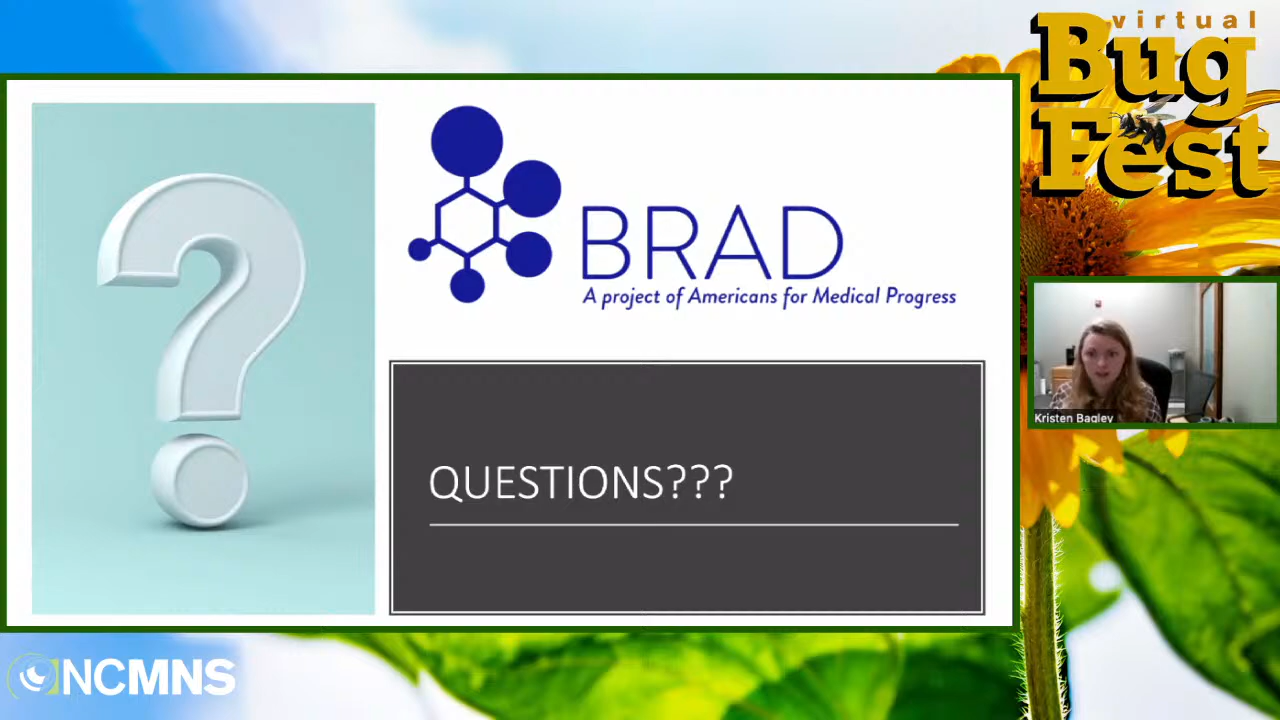 virtual
Bug
Fest
BRAD
A project of Americans for Medical Progress
QUESTIONS???
Kristen Bagley
NCMNS